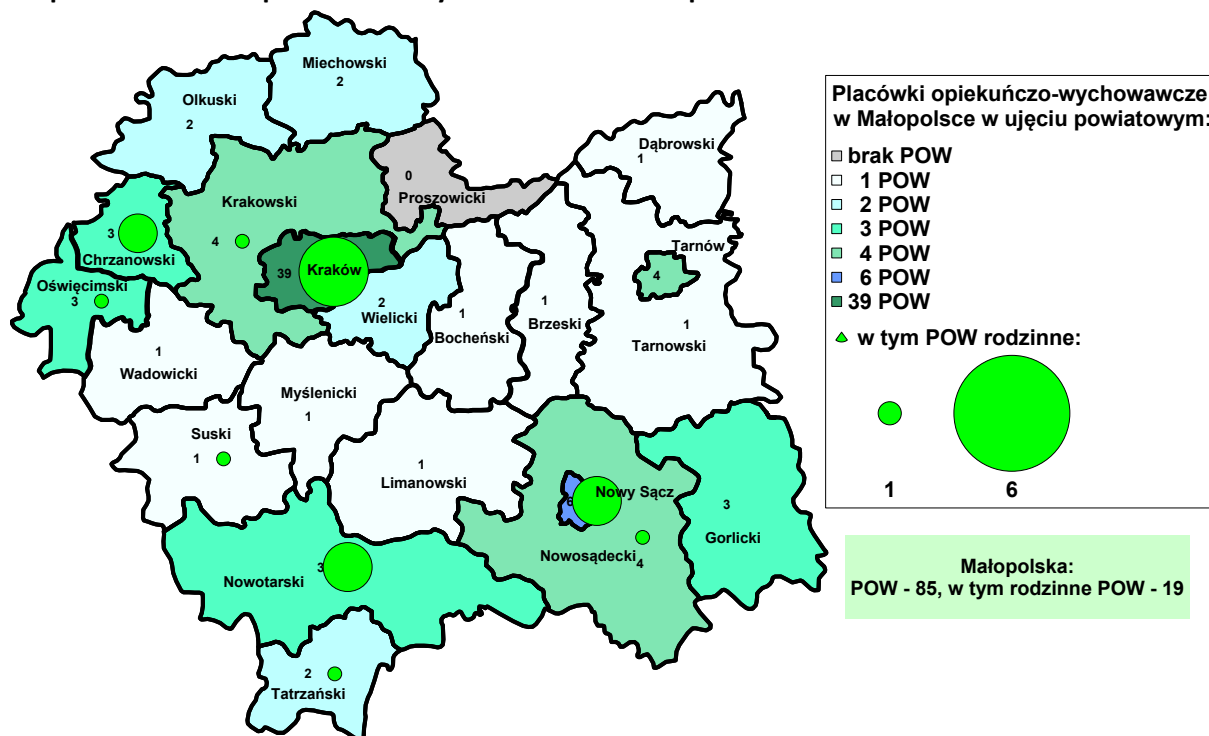 Miechowski
2
Olkuski
2
Dąbrowski
1
0
Proszowicki
Krakowski
4
3
Chrzanowski
Tarnów
4
39
Kraków
Oświęcimski
3
2
Wielicki
1
Bocheński
1
Brzeski
1
Tarnowski
1
Wadowicki
Myślenicki
1
Suski
1
1
Limanowski
6
Nowy Sącz
3
Gorlicki
Nowosądecki
4
Nowotarski
3
2
Tatrzański
Placówki opiekuńczo-wychowawcze
w Małopolsce w ujęciu powiatowym:
brak POW
1 POW
2 POW
3 POW
4 POW
6 POW
39 POW
w tym POW rodzinne:
1
6
Małopolska:
POW - 85, w tym rodzinne POW - 19